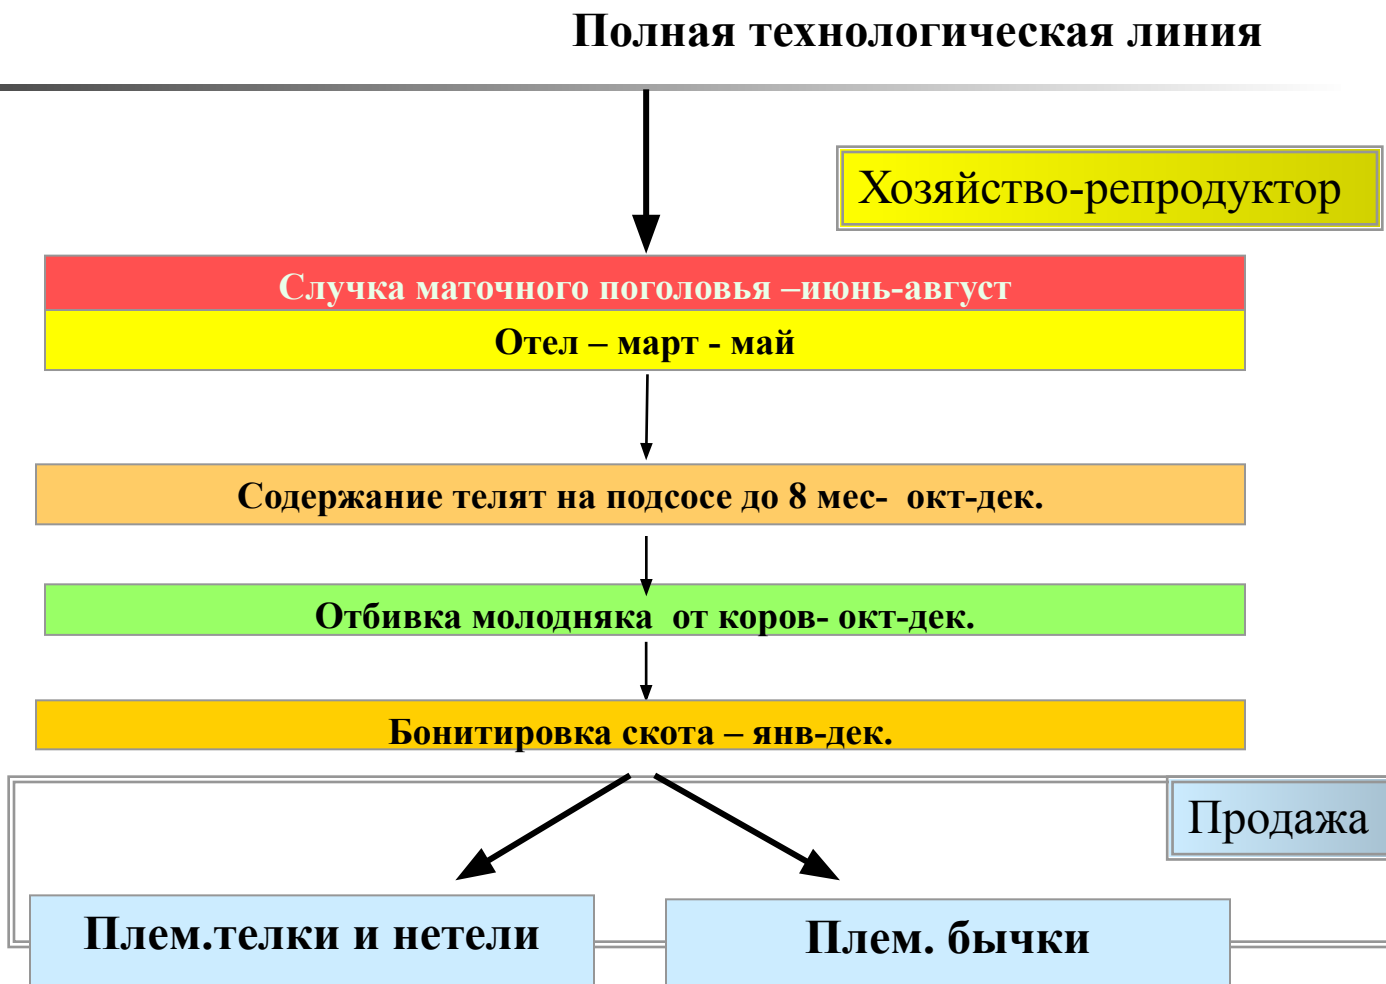 Полная технологическая линия
Хозяйство-репродуктор
Случка маточного поголовья –июнь-август
Отел – март - май
Содержание телят на подсосе до 8 мес- окт-дек.
Отбивка молодняка от коров- окт-дек.
Бонитировка скота – янв-дек.
Продажа
Плем.телки и нетели
Плем. бычки